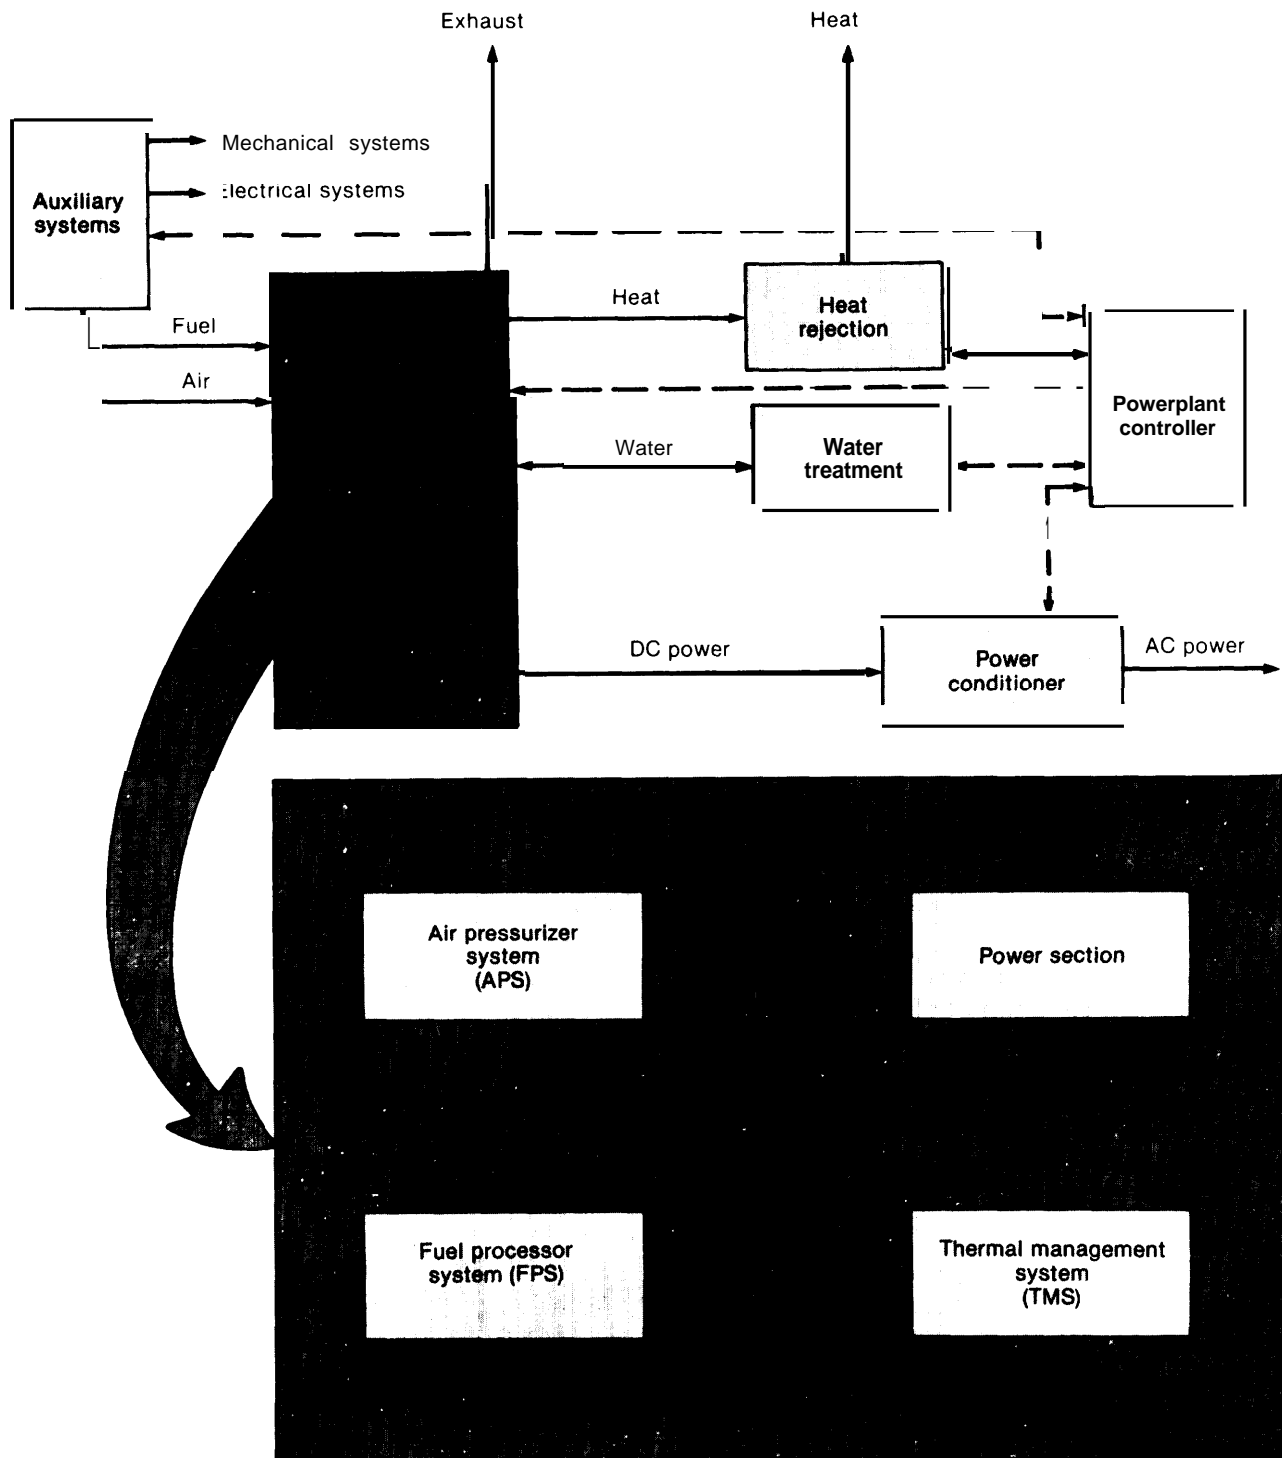 Exhaust
Heat
Mechanical systems
Electrical systems
Auxiliary
systems
Heat
Heat
rejection
Fuel
Air
Powerplant
controller
Water
Water
treatment
DC power
Power
conditioner
AC power
Air pressurizer
system
(APS)
Power section
Fuel processor
system (FPS)
Thermal management
system
(TMS)